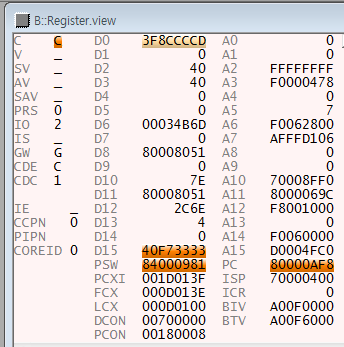 B::Register.view
C C D0 3F8CCCCD A0 0
V _ D1 0 A1 0
SV _ D2 40 A2 FFFFFFFF
AV _ D3 40 A3 F0000478
SAV _ D4 0 A4 0
PRS 0 D5 0 A5 7
IO 2 D6 00034B6D A6 F0062800
IS _ D7 0 A7 AFFFD106
GW G D8 80008051 A8 0
CDE C D9 0 A9 0
CDC 1 D10 7E A10 70008FF0
D11 80008051 A11 8000069C
IE _ D12 2C6E A12 F8001000
CCPN 0 D13 4 A13 0
PIPN 0 D14 0 A14 F0060000
COREID 0 D15 40F73333 A15 D0004FC0
PSW 84000981 PC 80000AF8
PCXI 001D013F ISP 70000400
FCX 000D013E ICR 0
LCX 000D0100 BIV A00F0000
DCON 00700000 BTV A00F6000
PCON 00180008